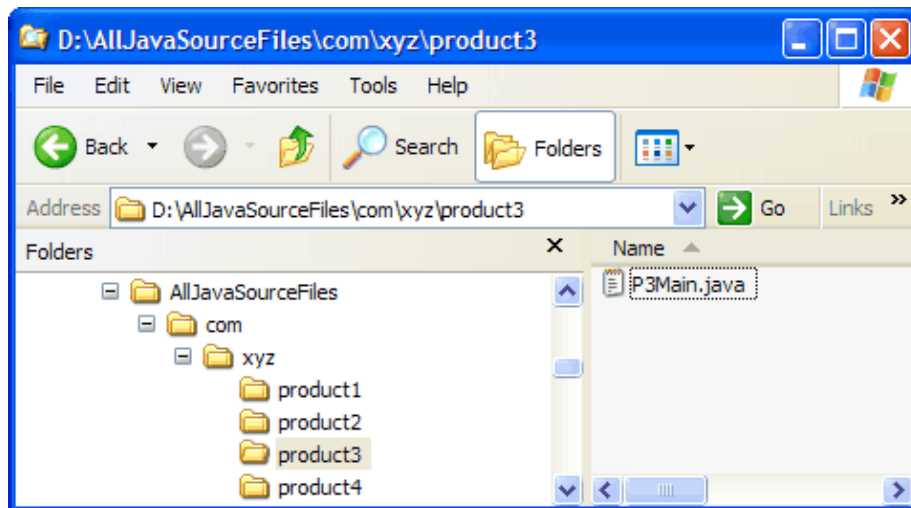 D:\AllJavaSourceFiles\com\xyz\product3
File Edit View Favorites Tools Help
Back Search Folders
Address D:\AllJavaSourceFiles\com\xyz\product3 Go Links »
Folders x Name
AllJavaSourceFiles
P3Main.java
com
xyz
product1
product2
product3
product4